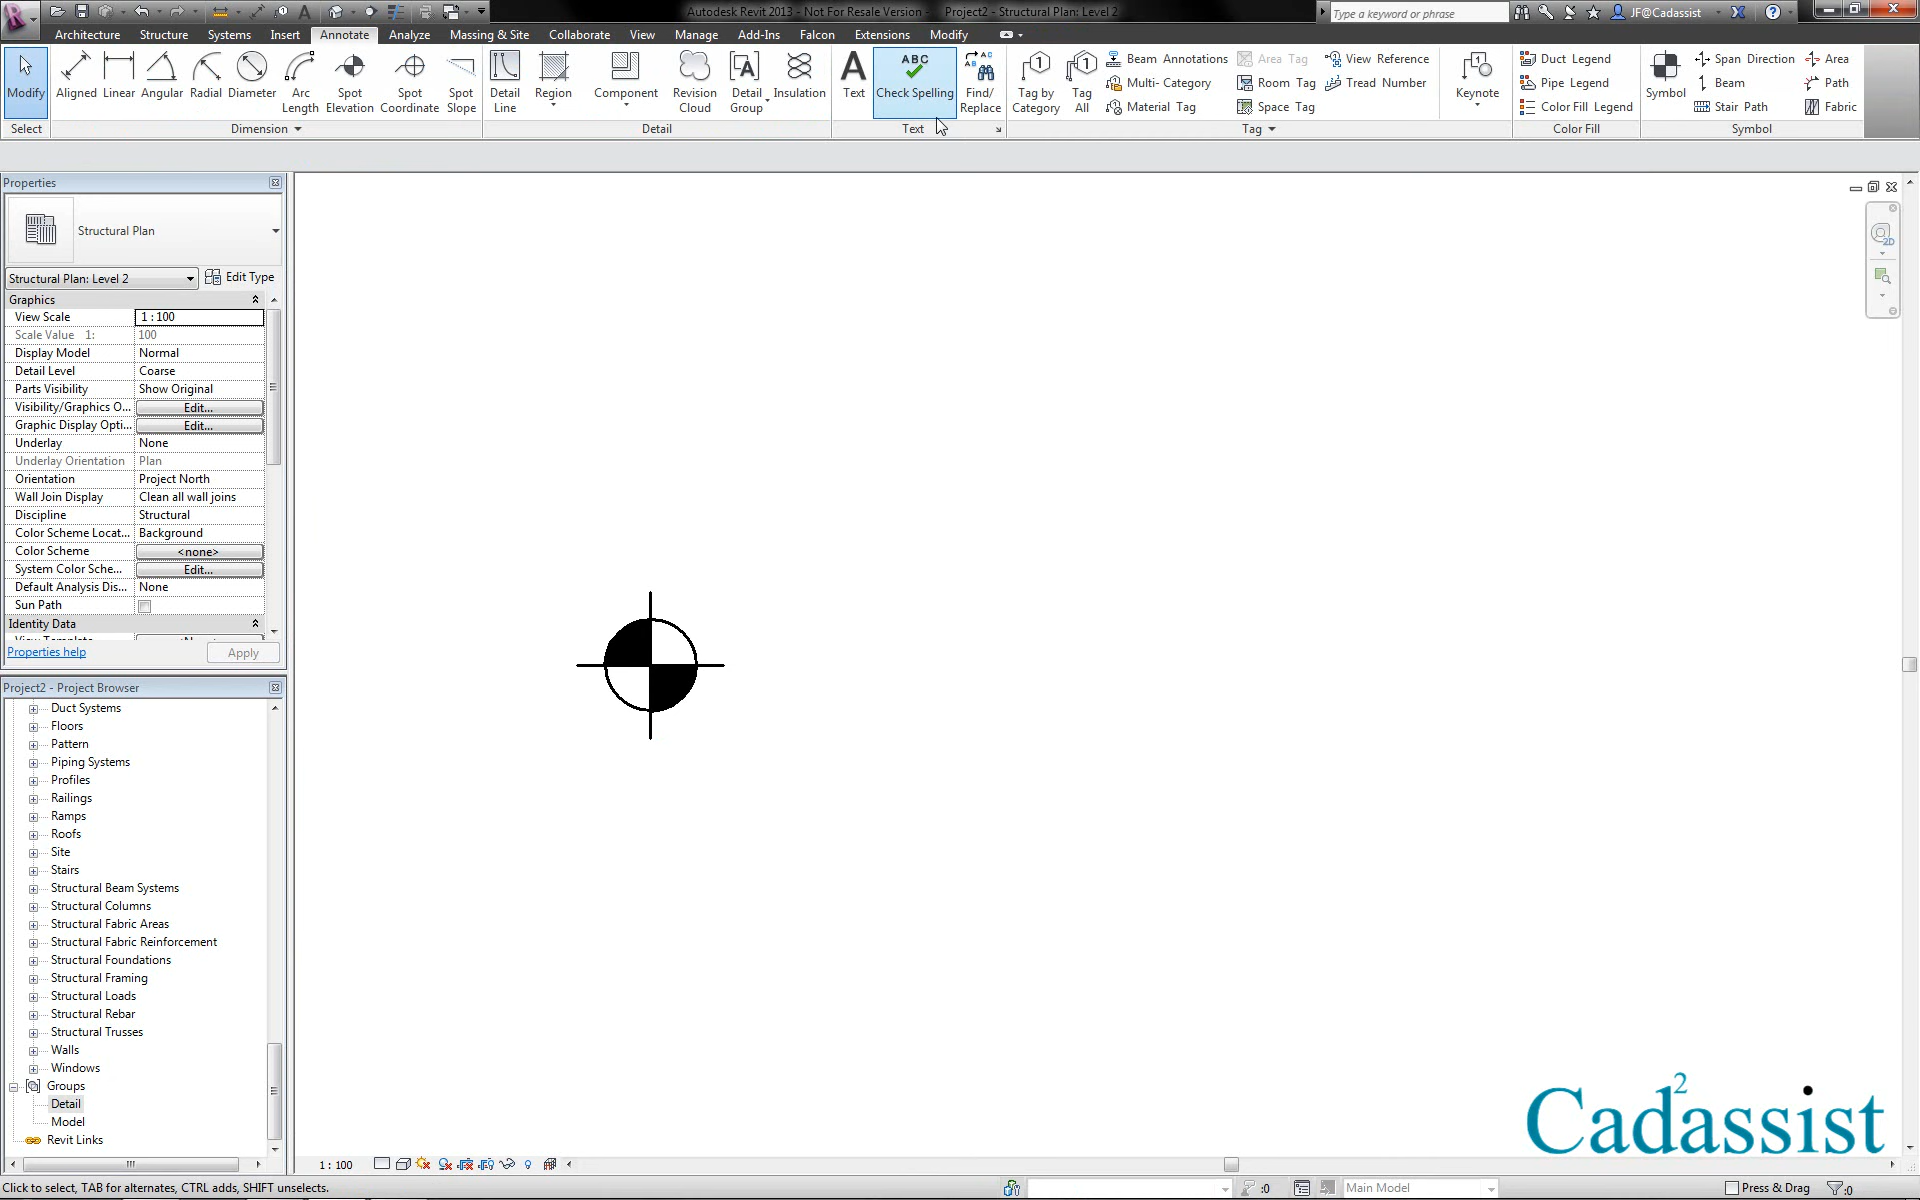 Autodesk Revit 2013 - Not For Resale Version - Project2 - Structural Plan: Level 2
Type a keyword or phrase
JF@Cadassist
Architecture Structure Systems Insert Annotate Analyze Massing & Site Collaborate View Manage Add-Ins Falcon Extensions Modify
Modify
Aligned Linear Angular Radial Diameter Arc Length Spot Elevation Spot Coordinate Spot Slope
Detail Line Region Component Revision Cloud Detail Group Insulation
Text ABC Check Spelling Find/ Replace
Tag by Category Tag All
Beam Annotations Area Tag View Reference
Multi- Category Room Tag Tread Number
Material Tag Space Tag
Keynote
Duct Legend
Pipe Legend
Color Fill Legend
Symbol
Span Direction Area
Beam Path
Stair Path Fabric
Select Dimension Detail Text Tag Color Fill Symbol
Properties
Structural Plan
Structural Plan: Level 2 Edit Type
Graphics
View Scale 1 : 100
Scale Value 1: 100
Display Model Normal
Detail Level Coarse
Parts Visibility Show Original
Visibility/Graphics O... Edit...
Graphic Display Opti... Edit...
Underlay None
Underlay Orientation Plan
Orientation Project North
Wall Join Display Clean all wall joins
Discipline Structural
Color Scheme Locat... Background
Color Scheme <none>
System Color Sche... Edit...
Default Analysis Dis... None
Sun Path
Identity Data
Properties help Apply
Project2 - Project Browser
Duct Systems
Floors
Pattern
Piping Systems
Profiles
Railings
Ramps
Roofs
Site
Stairs
Structural Beam Systems
Structural Columns
Structural Fabric Areas
Structural Fabric Reinforcement
Structural Foundations
Structural Framing
Structural Loads
Structural Rebar
Structural Trusses
Walls
Windows
Groups
Detail
Model
Revit Links
2D
Cad2assist
1 : 100
Click to select, TAB for alternates, CTRL adds, SHIFT unselects.
:0
Main Model
Press & Drag
:0